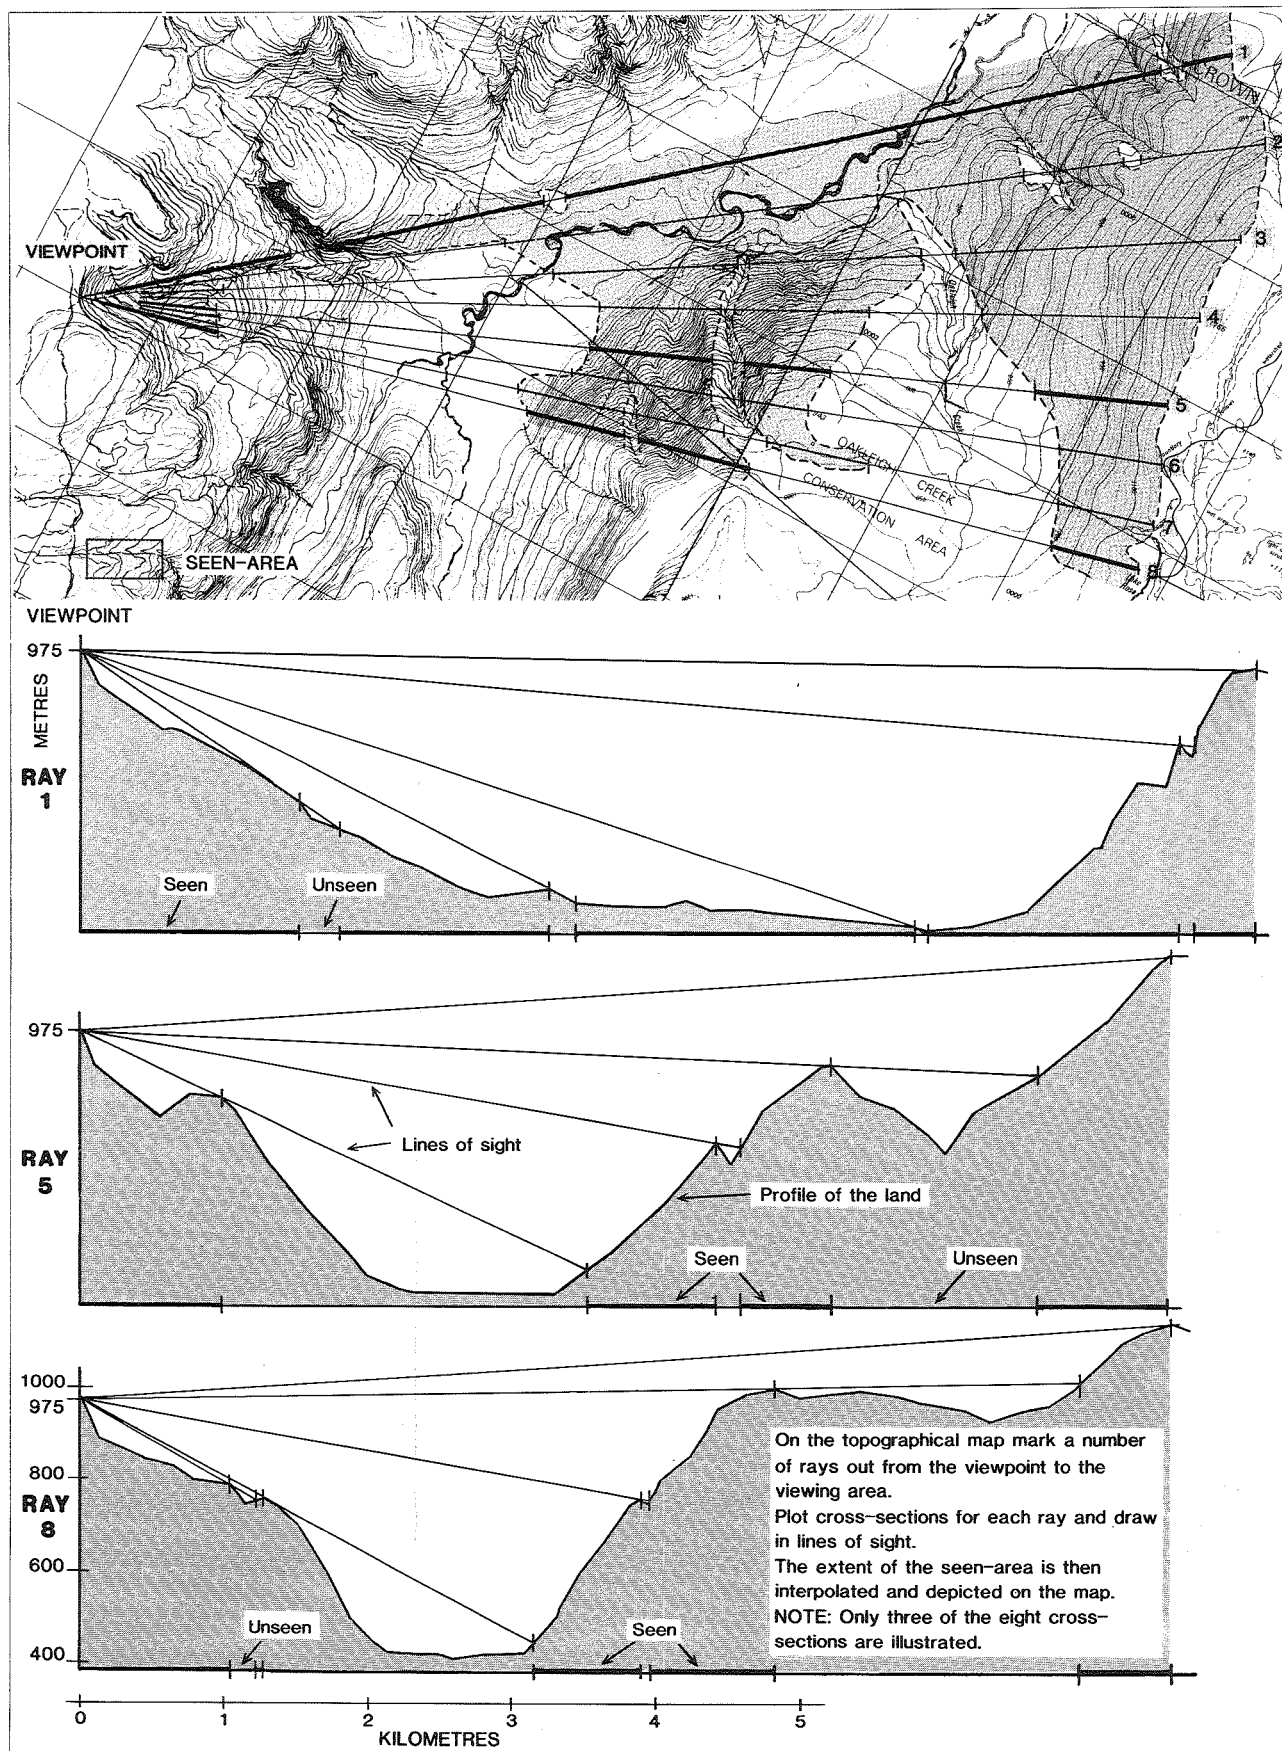 1
CROWN
2
VIEWPOINT
3
4
5
6
OAKLEIGH CREEK
CONSERVATION AREA
7
8
SEEN-AREA
VIEWPOINT
975
METRES
RAY
1
Seen
Unseen
975
Lines of sight
RAY
5
Profile of the land
Seen
Unseen
1000
975
800
RAY
8
600
400
Unseen
Seen
On the topographical map mark a number
of rays out from the viewpoint to the
viewing area.
Plot cross-sections for each ray and draw
in lines of sight.
The extent of the seen-area is then
interpolated and depicted on the map.
NOTE: Only three of the eight cross-
sections are illustrated.
0 1 2 3 4 5
KILOMETRES